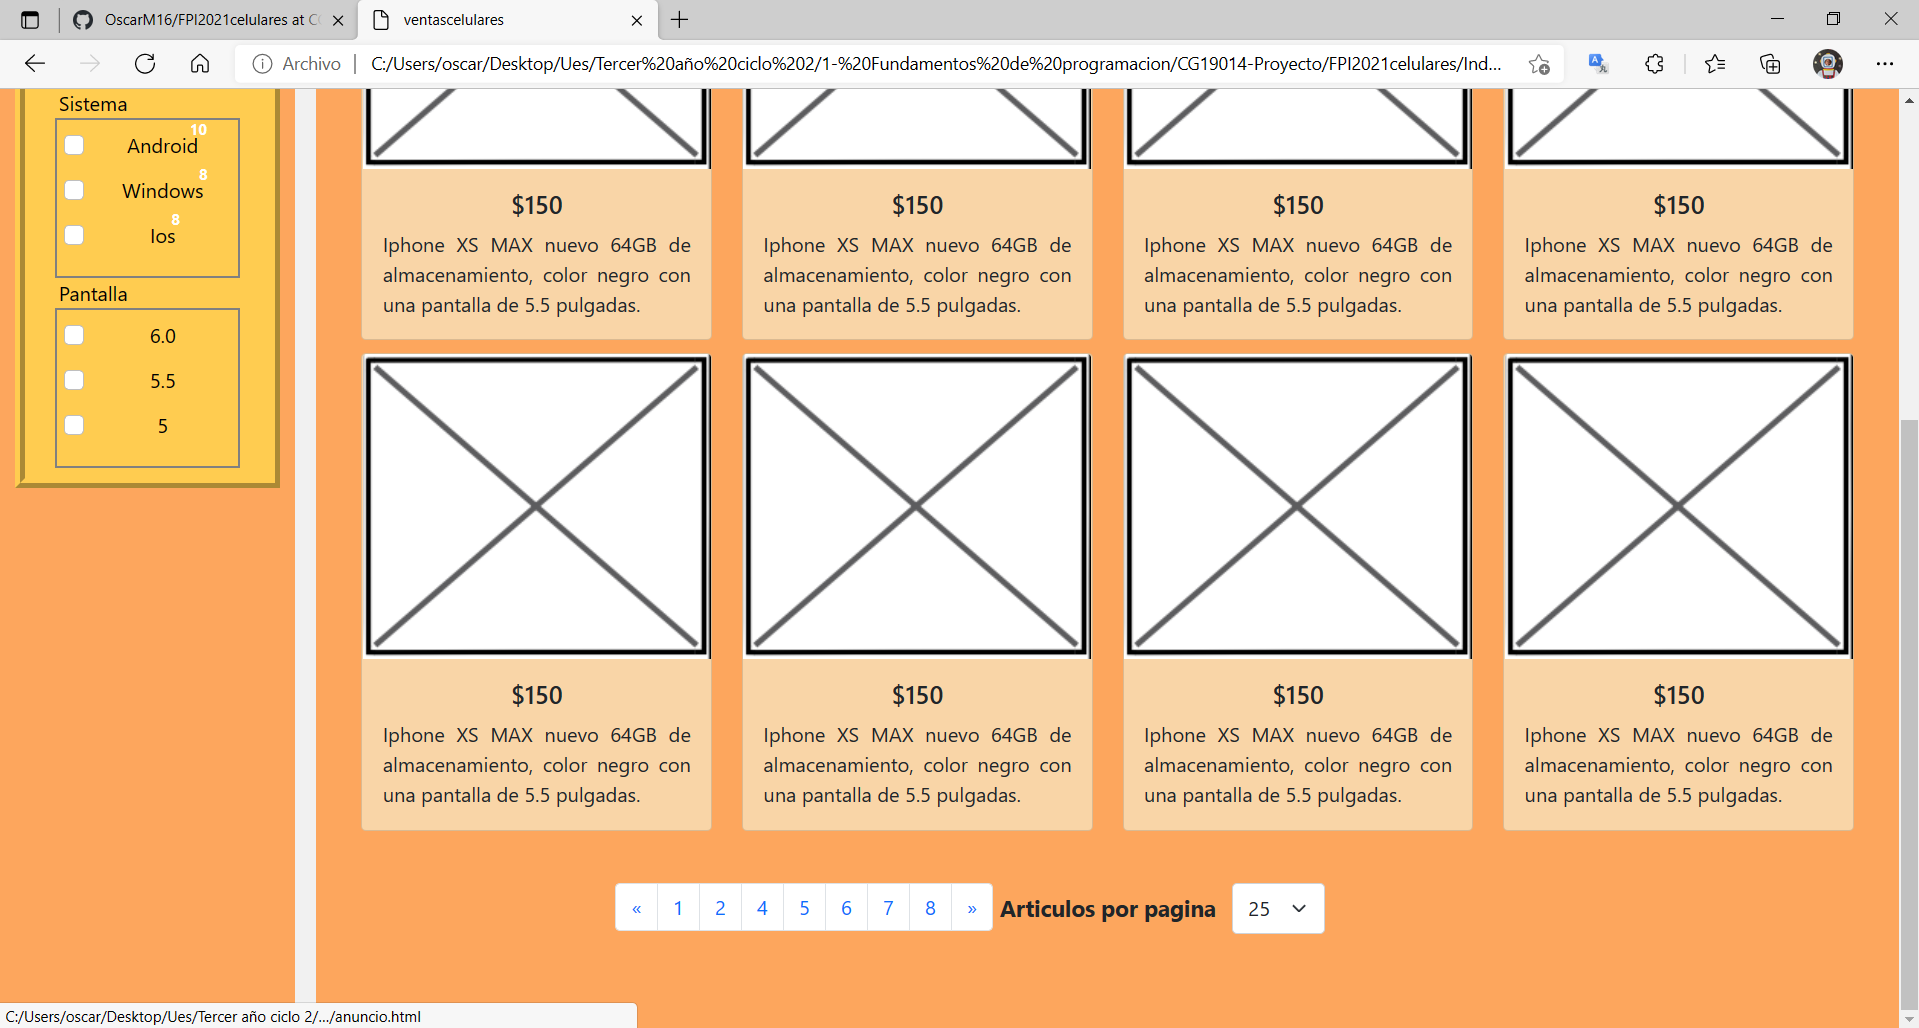 OscarM16/FPI2021celulares at C
ventascelulares
Archivo
C:/Users/oscar/Desktop/Ues/Tercer%20año%20ciclo%202/1-%20Fundamentos%20de%20programacion/CG19014-Proyecto/FPI2021celulares/Ind...
Sistema
Android 10
Windows 8
Ios 8
Pantalla
6.0
5.5
5
$150
Iphone XS MAX nuevo 64GB de
almacenamiento, color negro con
una pantalla de 5.5 pulgadas.
$150
Iphone XS MAX nuevo 64GB de
almacenamiento, color negro con
una pantalla de 5.5 pulgadas.
$150
Iphone XS MAX nuevo 64GB de
almacenamiento, color negro con
una pantalla de 5.5 pulgadas.
$150
Iphone XS MAX nuevo 64GB de
almacenamiento, color negro con
una pantalla de 5.5 pulgadas.
$150
Iphone XS MAX nuevo 64GB de
almacenamiento, color negro con
una pantalla de 5.5 pulgadas.
$150
Iphone XS MAX nuevo 64GB de
almacenamiento, color negro con
una pantalla de 5.5 pulgadas.
$150
Iphone XS MAX nuevo 64GB de
almacenamiento, color negro con
una pantalla de 5.5 pulgadas.
$150
Iphone XS MAX nuevo 64GB de
almacenamiento, color negro con
una pantalla de 5.5 pulgadas.
« 1 2 4 5 6 7 8 » Articulos por pagina 25
C:/Users/oscar/Desktop/Ues/Tercer año ciclo 2/.../anuncio.html